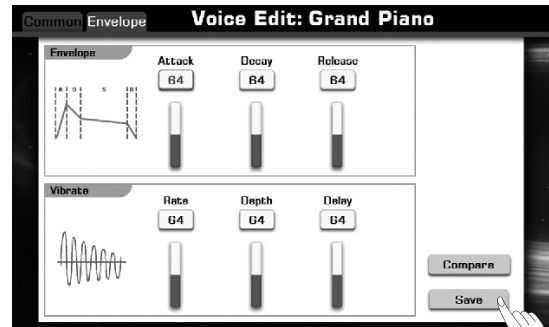 Common Envelope Voice Edit: Grand Piano
Envelope
Attack Decay Release
64 64 64
A D S R
Vibrate
Rate Depth Delay
64 64 64
Compare
Save